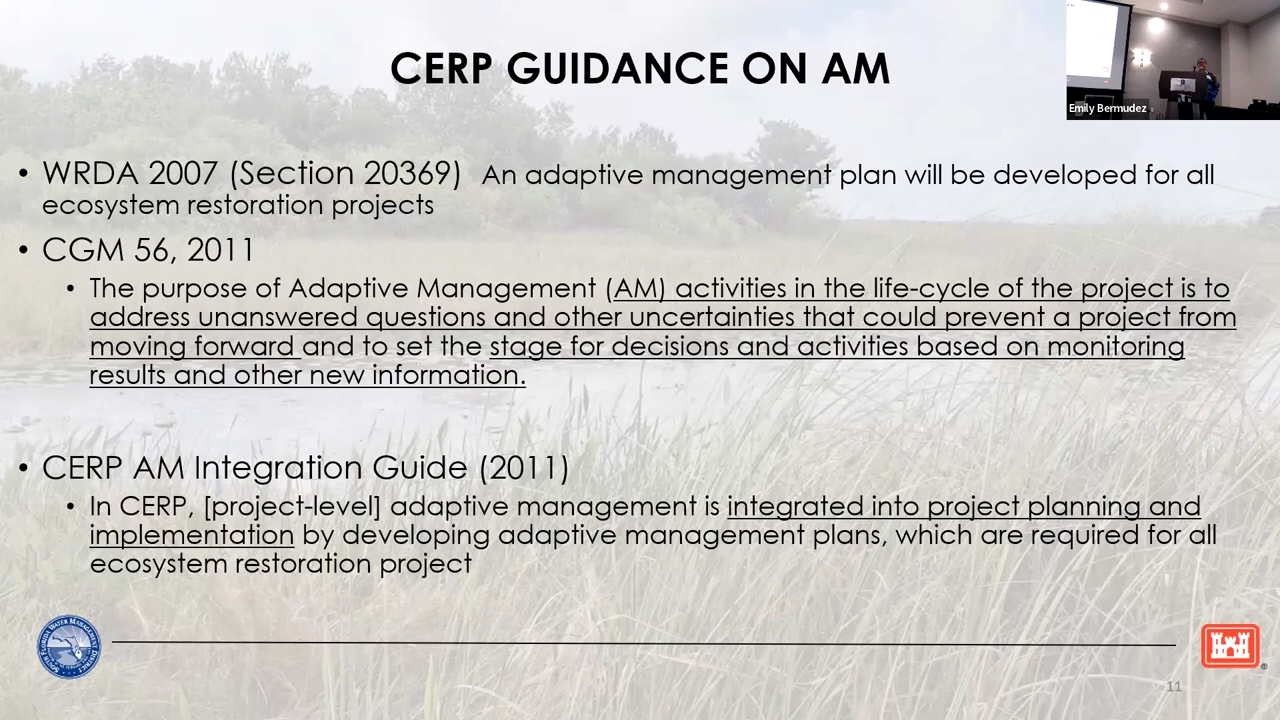 CERP GUIDANCE ON AM
Emily Bermudez
• WRDA 2007 (Section 20369) An adaptive management plan will be developed for all
ecosystem restoration projects
• CGM 56, 2011
• The purpose of Adaptive Management (AM) activities in the life-cycle of the project is to
address unanswered questions and other uncertainties that could prevent a project from
moving forward and to set the stage for decisions and activities based on monitoring
results and other new information.
• CERP AM Integration Guide (2011)
• In CERP, [project-level] adaptive management is integrated into project planning and
implementation by developing adaptive management plans, which are required for all
ecosystem restoration project
SOUTH FLORIDA WATER MANAGEMENT DISTRICT
®
11